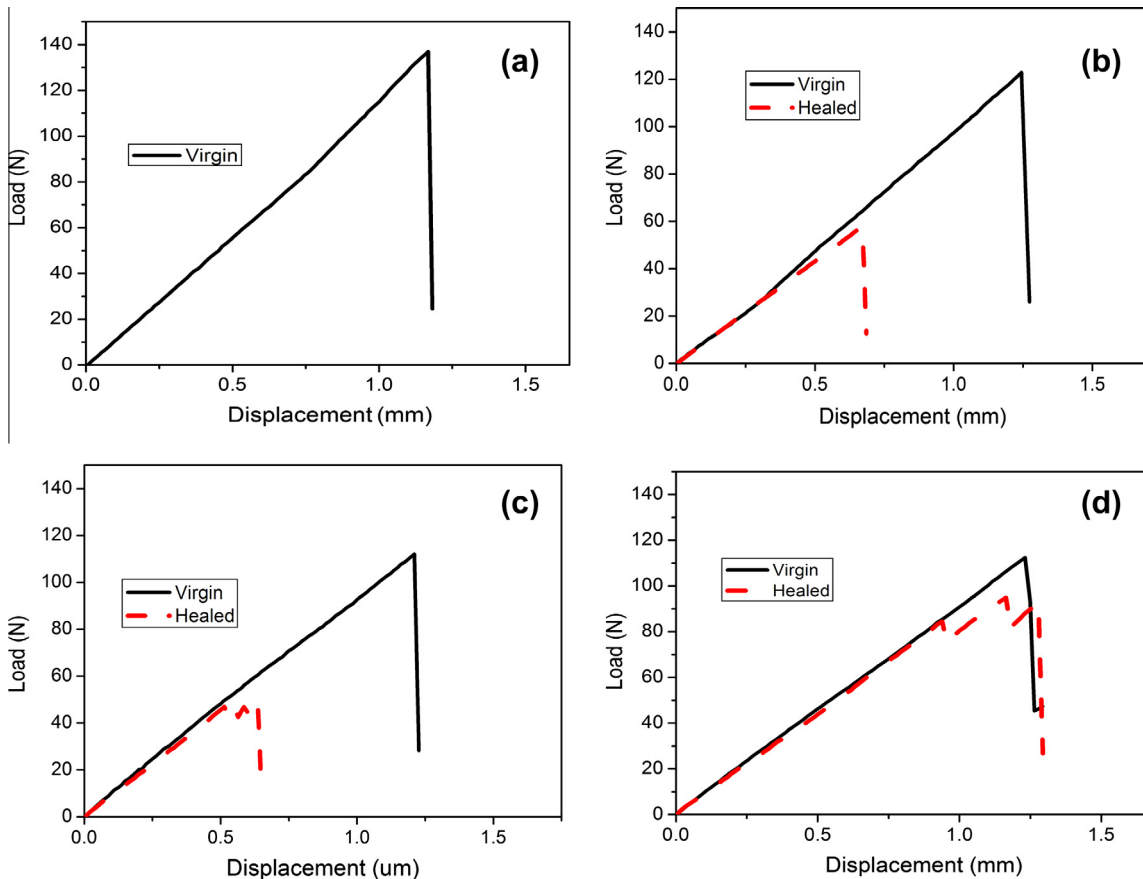 (a)
Load (N)
140
120
100
80
60
40
20
0
Virgin
0.0 0.5 1.0 1.5
Displacement (mm)
(b)
Load (N)
140
120
100
80
60
40
20
0
Virgin
Healed
0.0 0.5 1.0 1.5
Displacement (mm)
(c)
Load (N)
140
120
100
80
60
40
20
0
Virgin
Healed
0.0 0.5 1.0 1.5
Displacement (um)
(d)
Load (N)
140
120
100
80
60
40
20
0
Virgin
Healed
0.0 0.5 1.0 1.5
Displacement (mm)